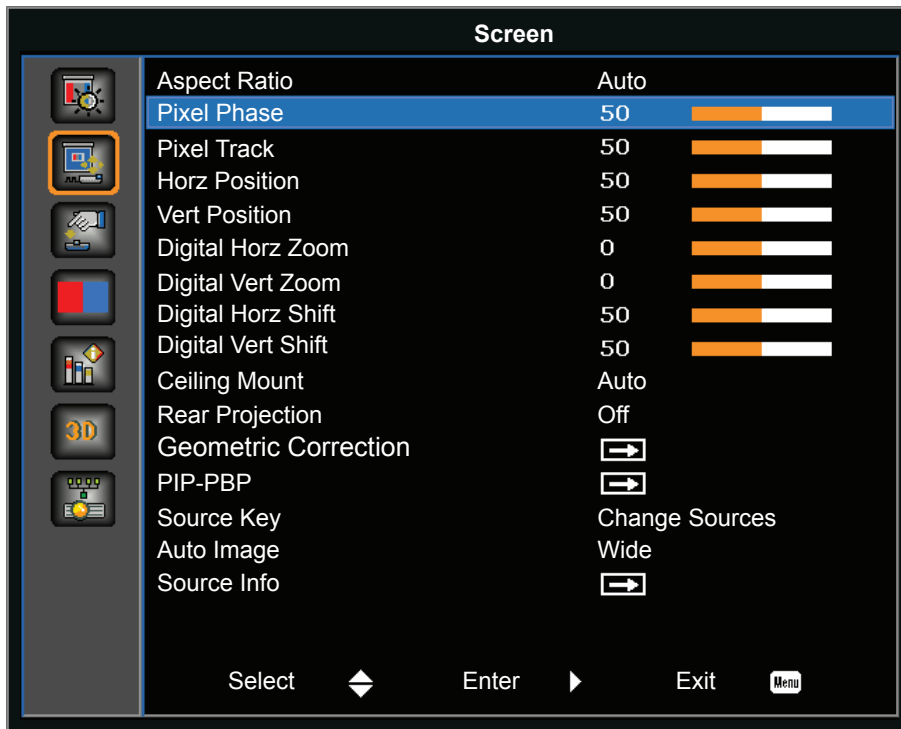 Screen
Aspect Ratio Auto
Pixel Phase 50
Pixel Track 50
Horz Position 50
Vert Position 50
Digital Horz Zoom 0
Digital Vert Zoom 0
Digital Horz Shift 50
Digital Vert Shift 50
Ceiling Mount Auto
Rear Projection Off
3D
Geometric Correction
PIP-PBP
Source Key Change Sources
Auto Image Wide
Source Info
Select Enter Exit Menu